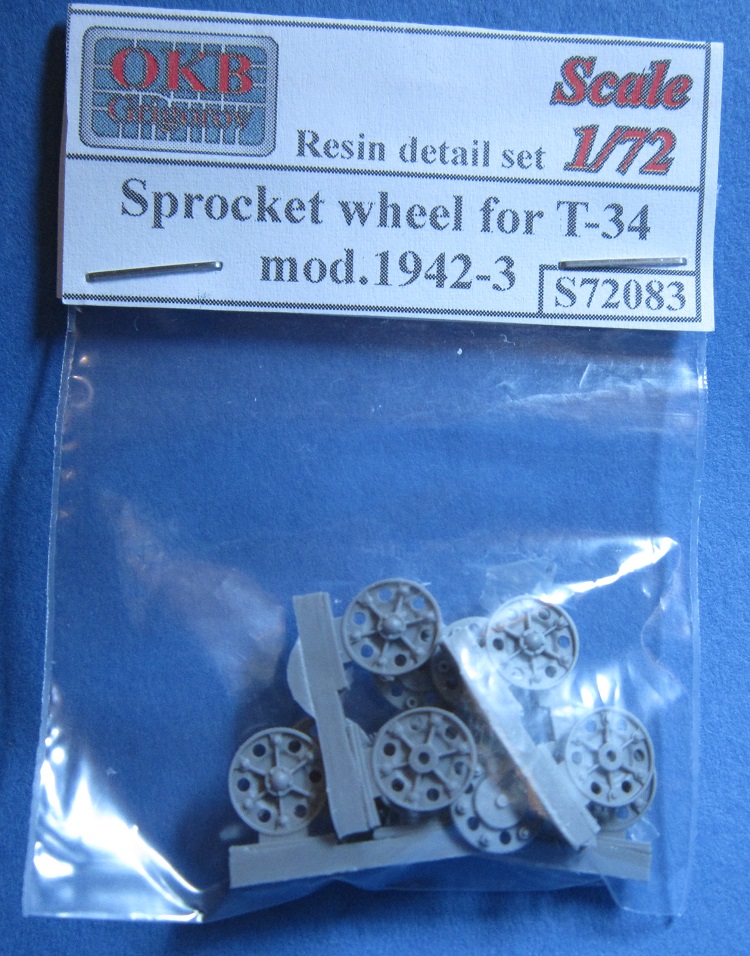 OKB
Grigorov
Resin detail set
Scale
1/72
Sprocket wheel for T-34
mod.1942-3
S72083